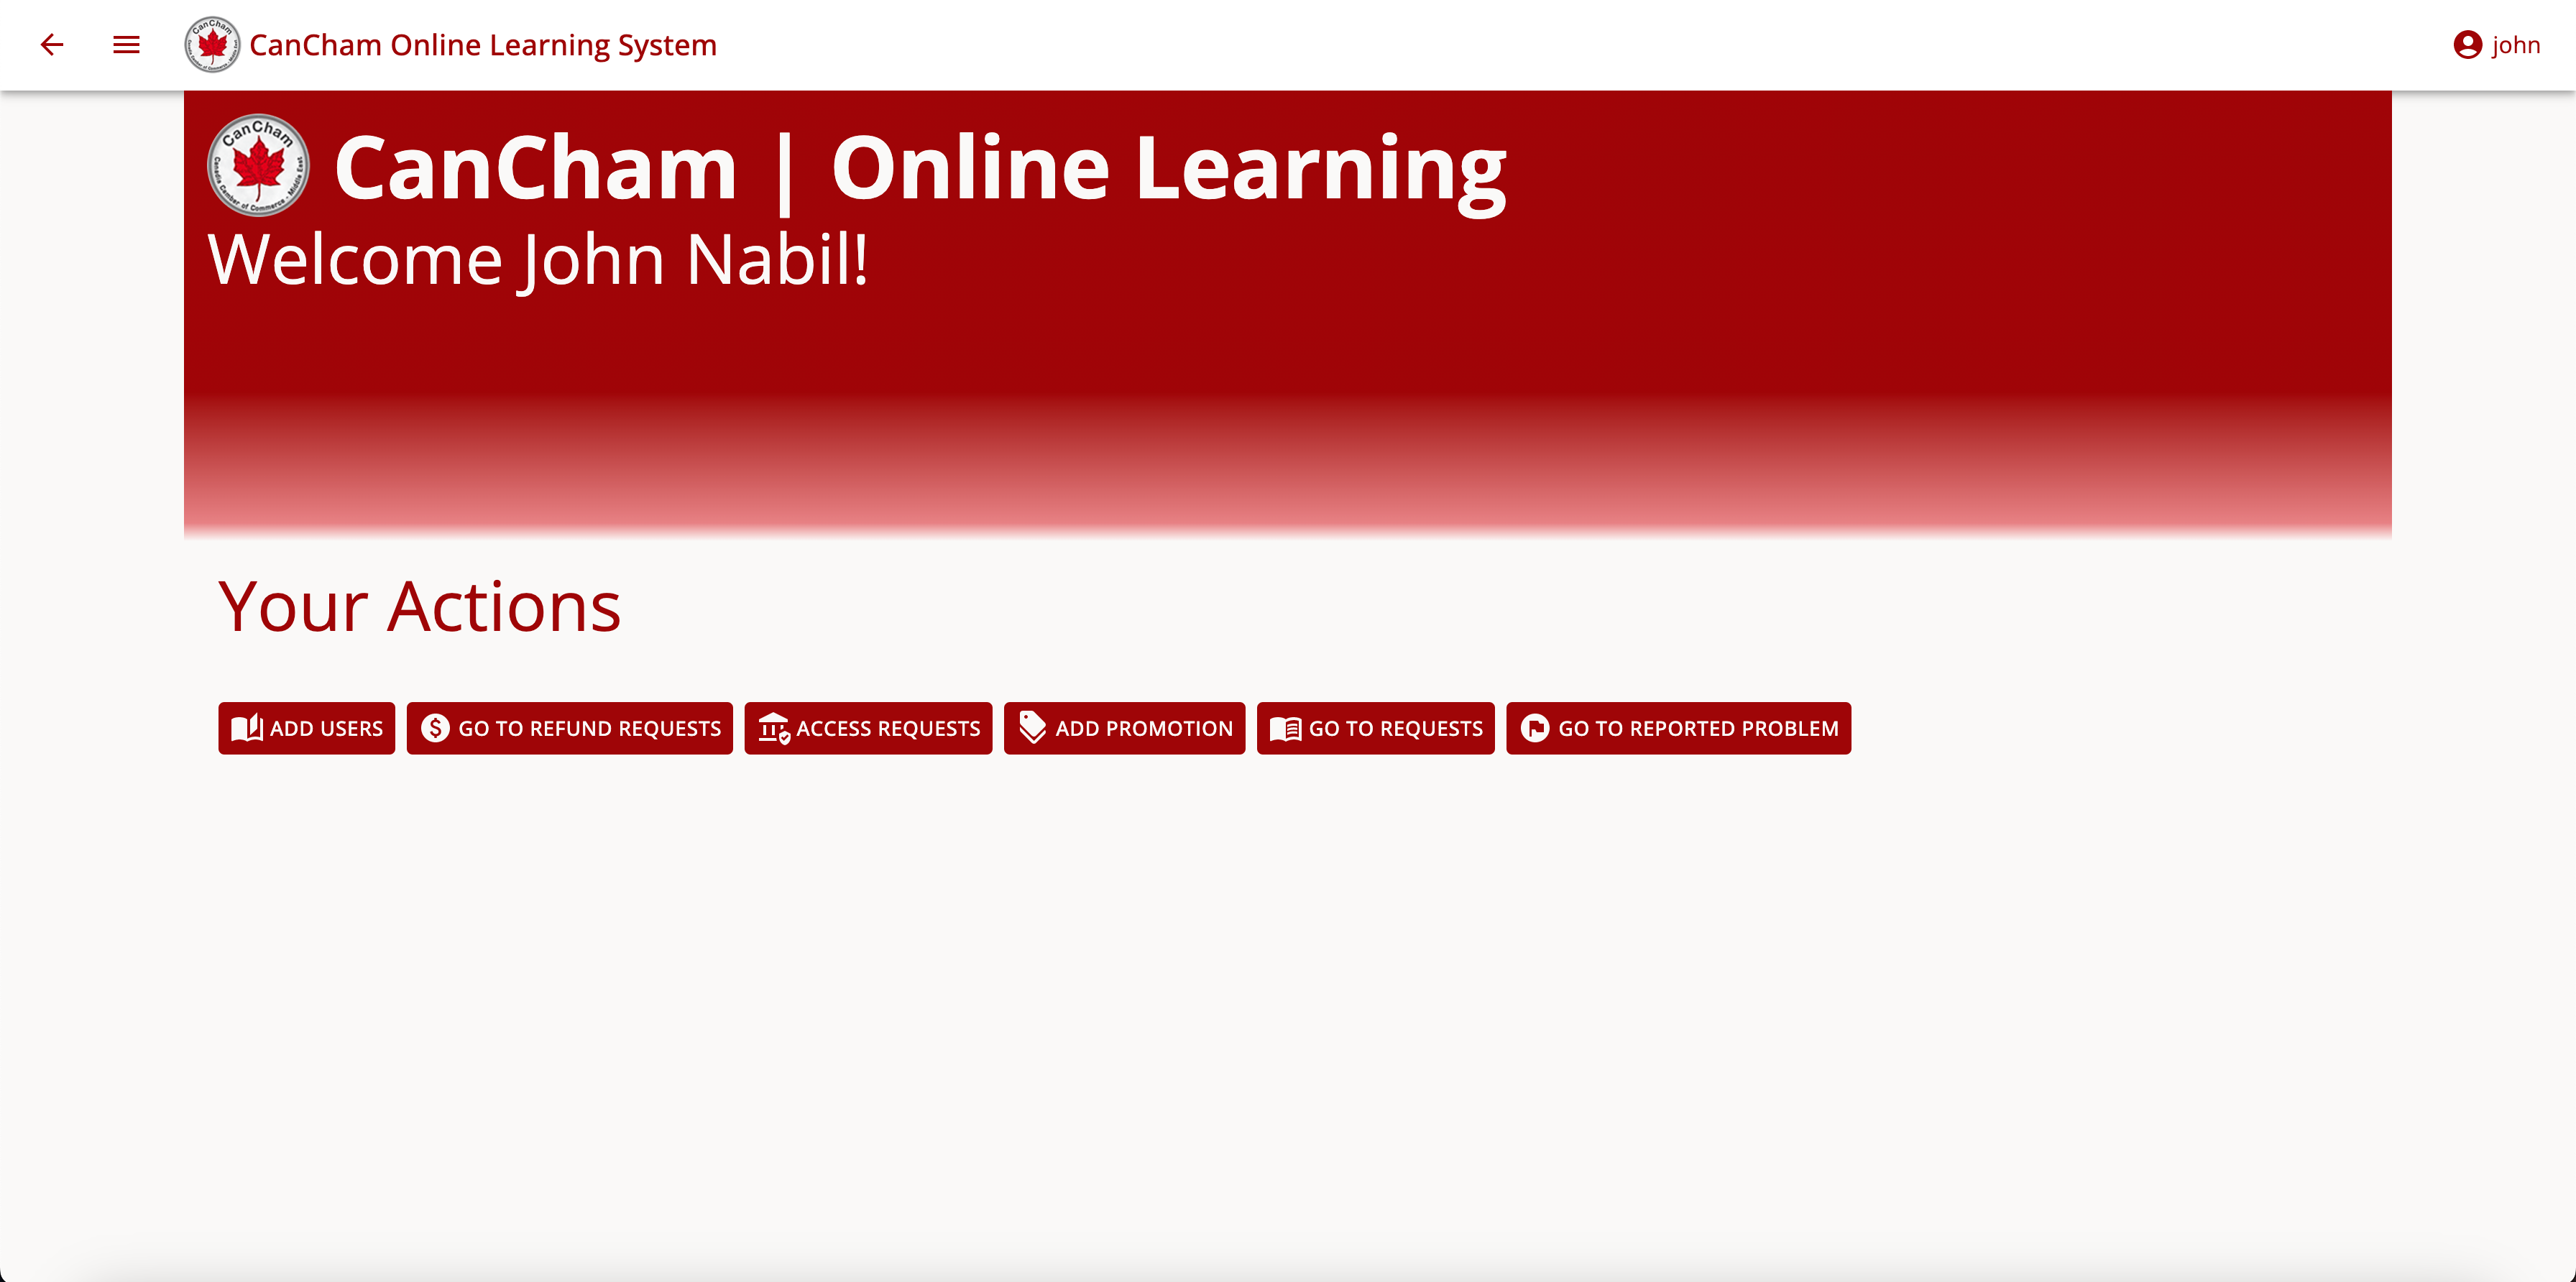 CanCham Online Learning System
john
CanCham
Canadian Chamber of Commerce - Middle East
CanCham | Online Learning
Welcome John Nabil!
Your Actions
ADD USERS
GO TO REFUND REQUESTS
ACCESS REQUESTS
ADD PROMOTION
GO TO REQUESTS
GO TO REPORTED PROBLEM